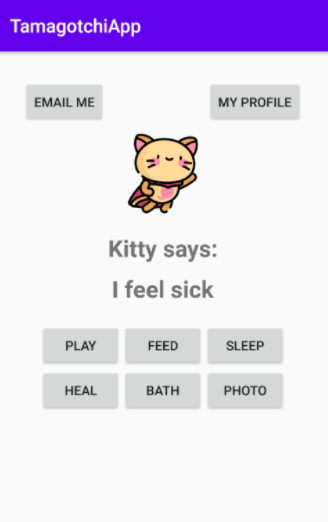 TamagotchiApp
EMAIL ME
MY PROFILE
Kitty says:
I feel sick
PLAY FEED SLEEP
HEAL BATH PHOTO